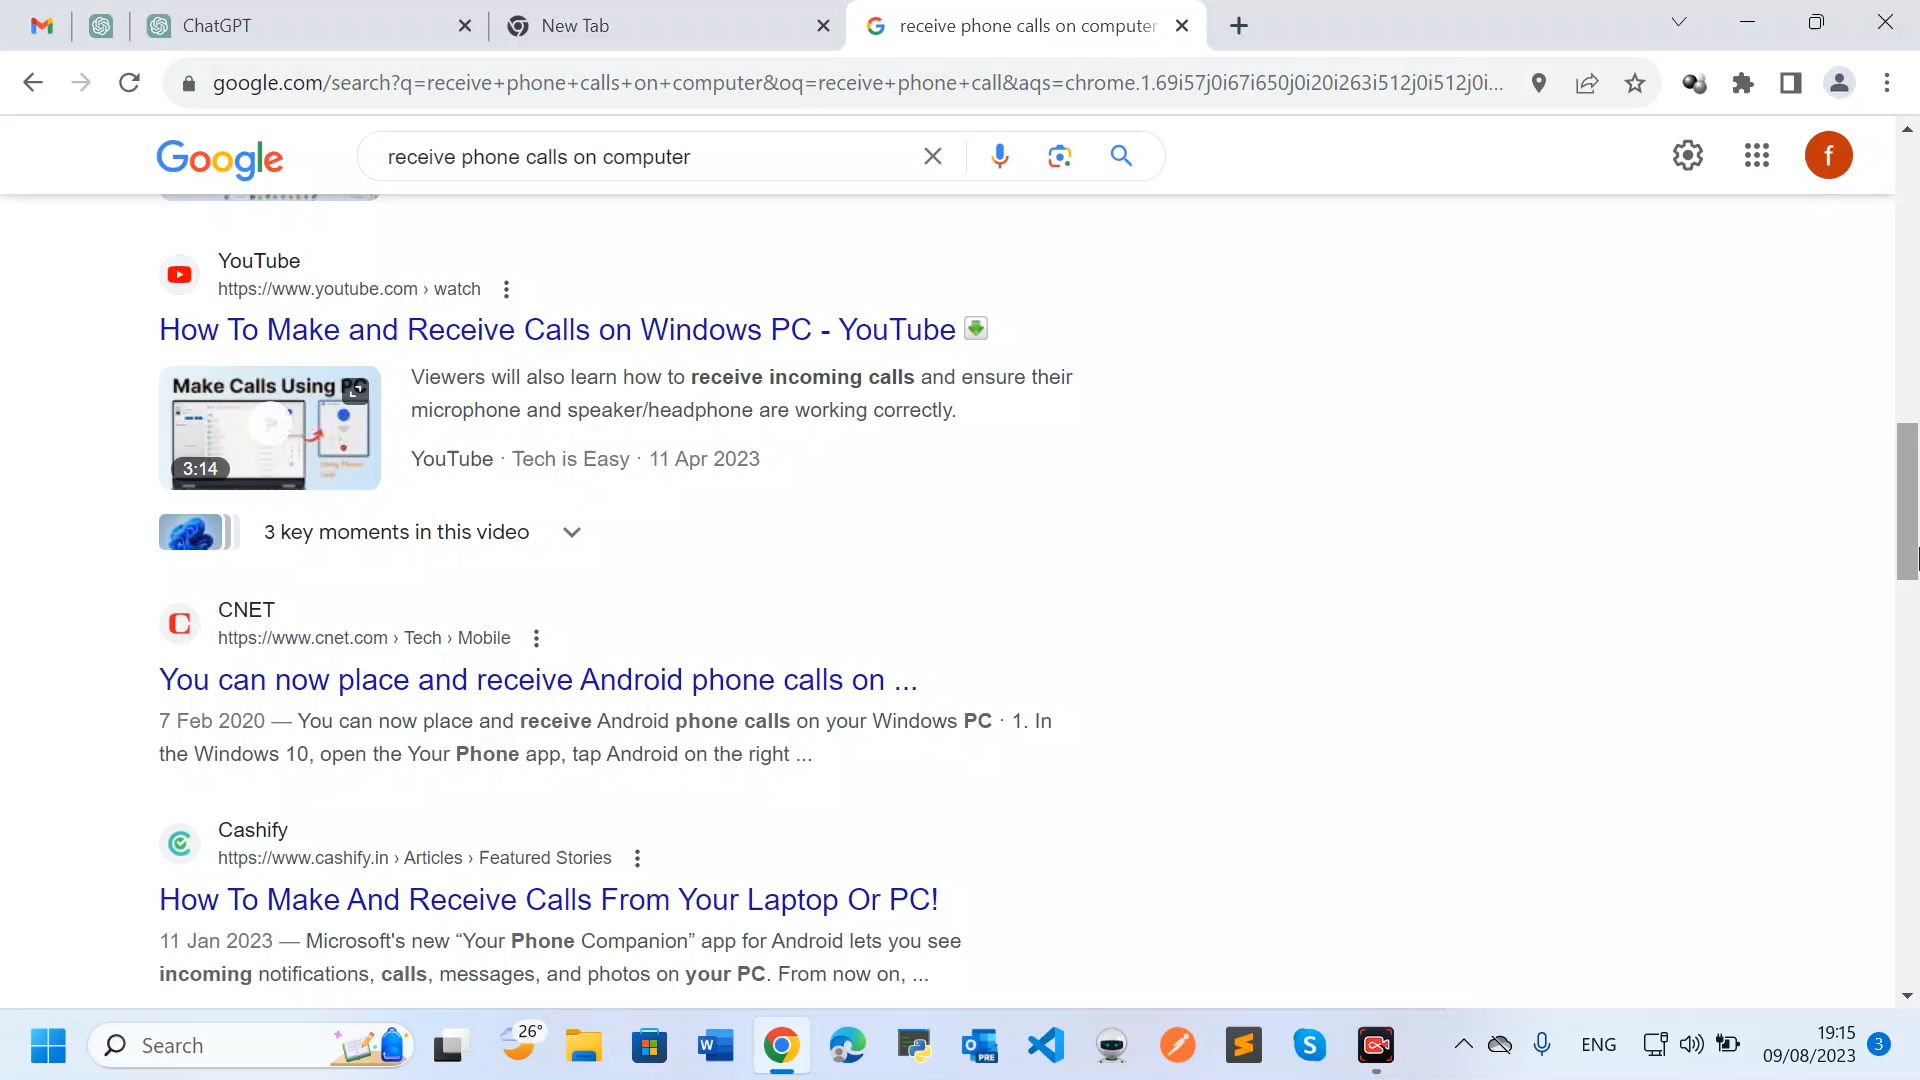 ChatGPT
New Tab
receive phone calls on computer
google.com/search?q=receive+phone+calls+on+computer&oq=receive+phone+call&aqs=chrome.1.69i57j0i67i650j0i20i263i512j0i512j0i...
Google
receive phone calls on computer
f
YouTube
https://www.youtube.com › watch
How To Make and Receive Calls on Windows PC - YouTube
Make Calls Using PC
3:14
Viewers will also learn how to receive incoming calls and ensure their
microphone and speaker/headphone are working correctly.
YouTube · Tech is Easy · 11 Apr 2023
3 key moments in this video
CNET
https://www.cnet.com › Tech › Mobile
You can now place and receive Android phone calls on ...
7 Feb 2020 — You can now place and receive Android phone calls on your Windows PC · 1. In
the Windows 10, open the Your Phone app, tap Android on the right ...
Cashify
https://www.cashify.in › Articles › Featured Stories
How To Make And Receive Calls From Your Laptop Or PC!
11 Jan 2023 — Microsoft's new “Your Phone Companion” app for Android lets you see
incoming notifications, calls, messages, and photos on your PC. From now on, ...
Search
26°
ENG
19:15
09/08/2023
3